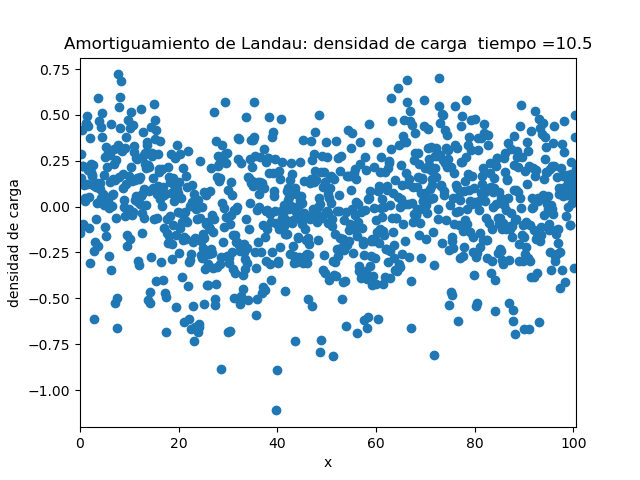 Amortiguamiento de Landau: densidad de carga  tiempo =10.5
densidad de carga
0.75
0.50
0.25
0.00
−0.25
−0.50
−0.75
−1.00
0 20 40 60 80 100
x